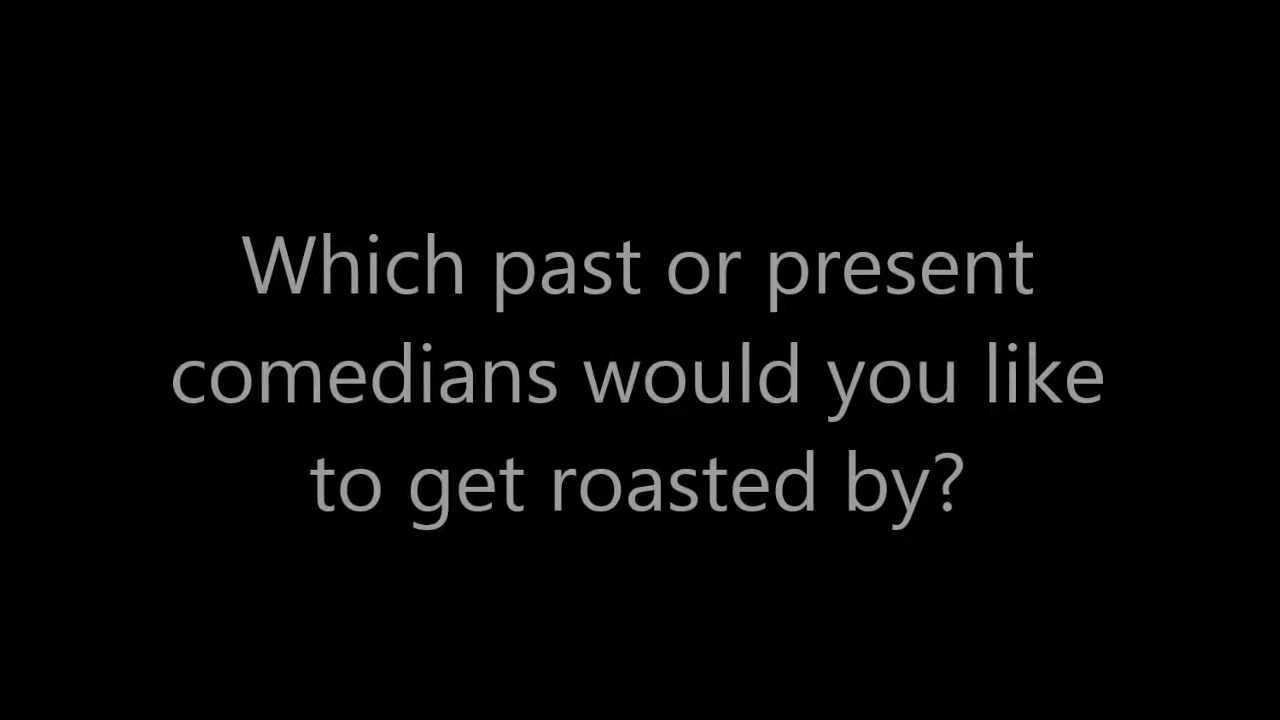 Which past or present
comedians would you like
to get roasted by?